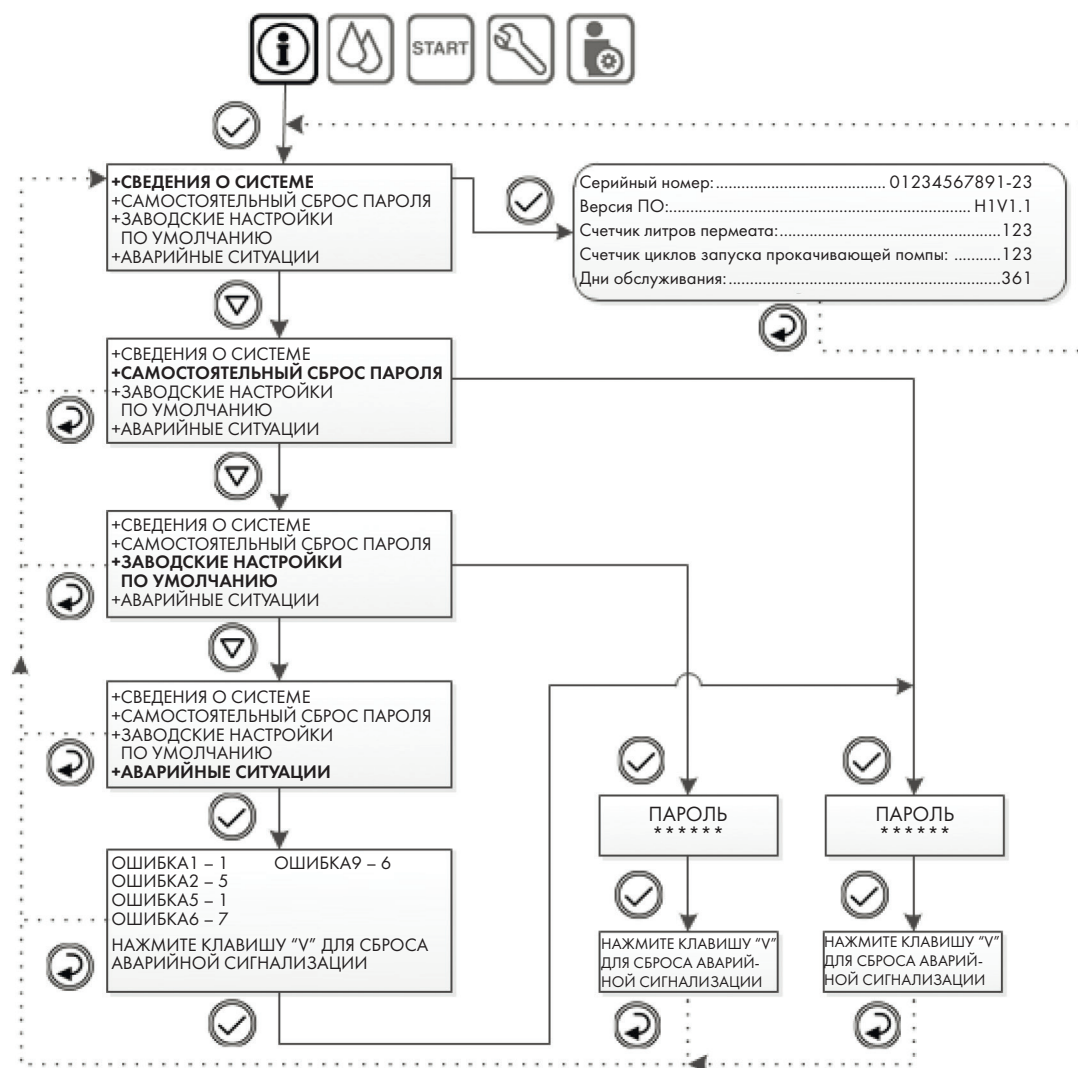 START
+СВЕДЕНИЯ О СИСТЕМЕ
+САМОСТОЯТЕЛЬНЫЙ СБРОС ПАРОЛЯ
+ЗАВОДСКИЕ НАСТРОЙКИ
ПО УМОЛЧАНИЮ
+АВАРИЙНЫЕ СИТУАЦИИ
Серийный номер:.......................................... 01234567891-23
Версия ПО:.......................................................................... H1V1.1
Счетчик литров пермеата:......................................................123
Счетчик циклов запуска прокачивающей помпы: ...........123
Дни обслуживания:...................................................................361
+СВЕДЕНИЯ О СИСТЕМЕ
+САМОСТОЯТЕЛЬНЫЙ СБРОС ПАРОЛЯ
+ЗАВОДСКИЕ НАСТРОЙКИ
ПО УМОЛЧАНИЮ
+АВАРИЙНЫЕ СИТУАЦИИ
+СВЕДЕНИЯ О СИСТЕМЕ
+САМОСТОЯТЕЛЬНЫЙ СБРОС ПАРОЛЯ
+ЗАВОДСКИЕ НАСТРОЙКИ
ПО УМОЛЧАНИЮ
+АВАРИЙНЫЕ СИТУАЦИИ
+СВЕДЕНИЯ О СИСТЕМЕ
+САМОСТОЯТЕЛЬНЫЙ СБРОС ПАРОЛЯ
+ЗАВОДСКИЕ НАСТРОЙКИ
ПО УМОЛЧАНИЮ
+АВАРИЙНЫЕ СИТУАЦИИ
ОШИБКА1 – 1 ОШИБКА9 – 6
ОШИБКА2 – 5
ОШИБКА5 – 1
ОШИБКА6 – 7
НАЖМИТЕ КЛАВИШУ "V" ДЛЯ СБРОСА
АВАРИЙНОЙ СИГНАЛИЗАЦИИ
ПАРОЛЬ
******
НАЖМИТЕ КЛАВИШУ "V"
ДЛЯ СБРОСА АВАРИЙ-
НОЙ СИГНАЛИЗАЦИИ
ПАРОЛЬ
******
НАЖМИТЕ КЛАВИШУ "V"
ДЛЯ СБРОСА АВАРИЙ-
НОЙ СИГНАЛИЗАЦИИ